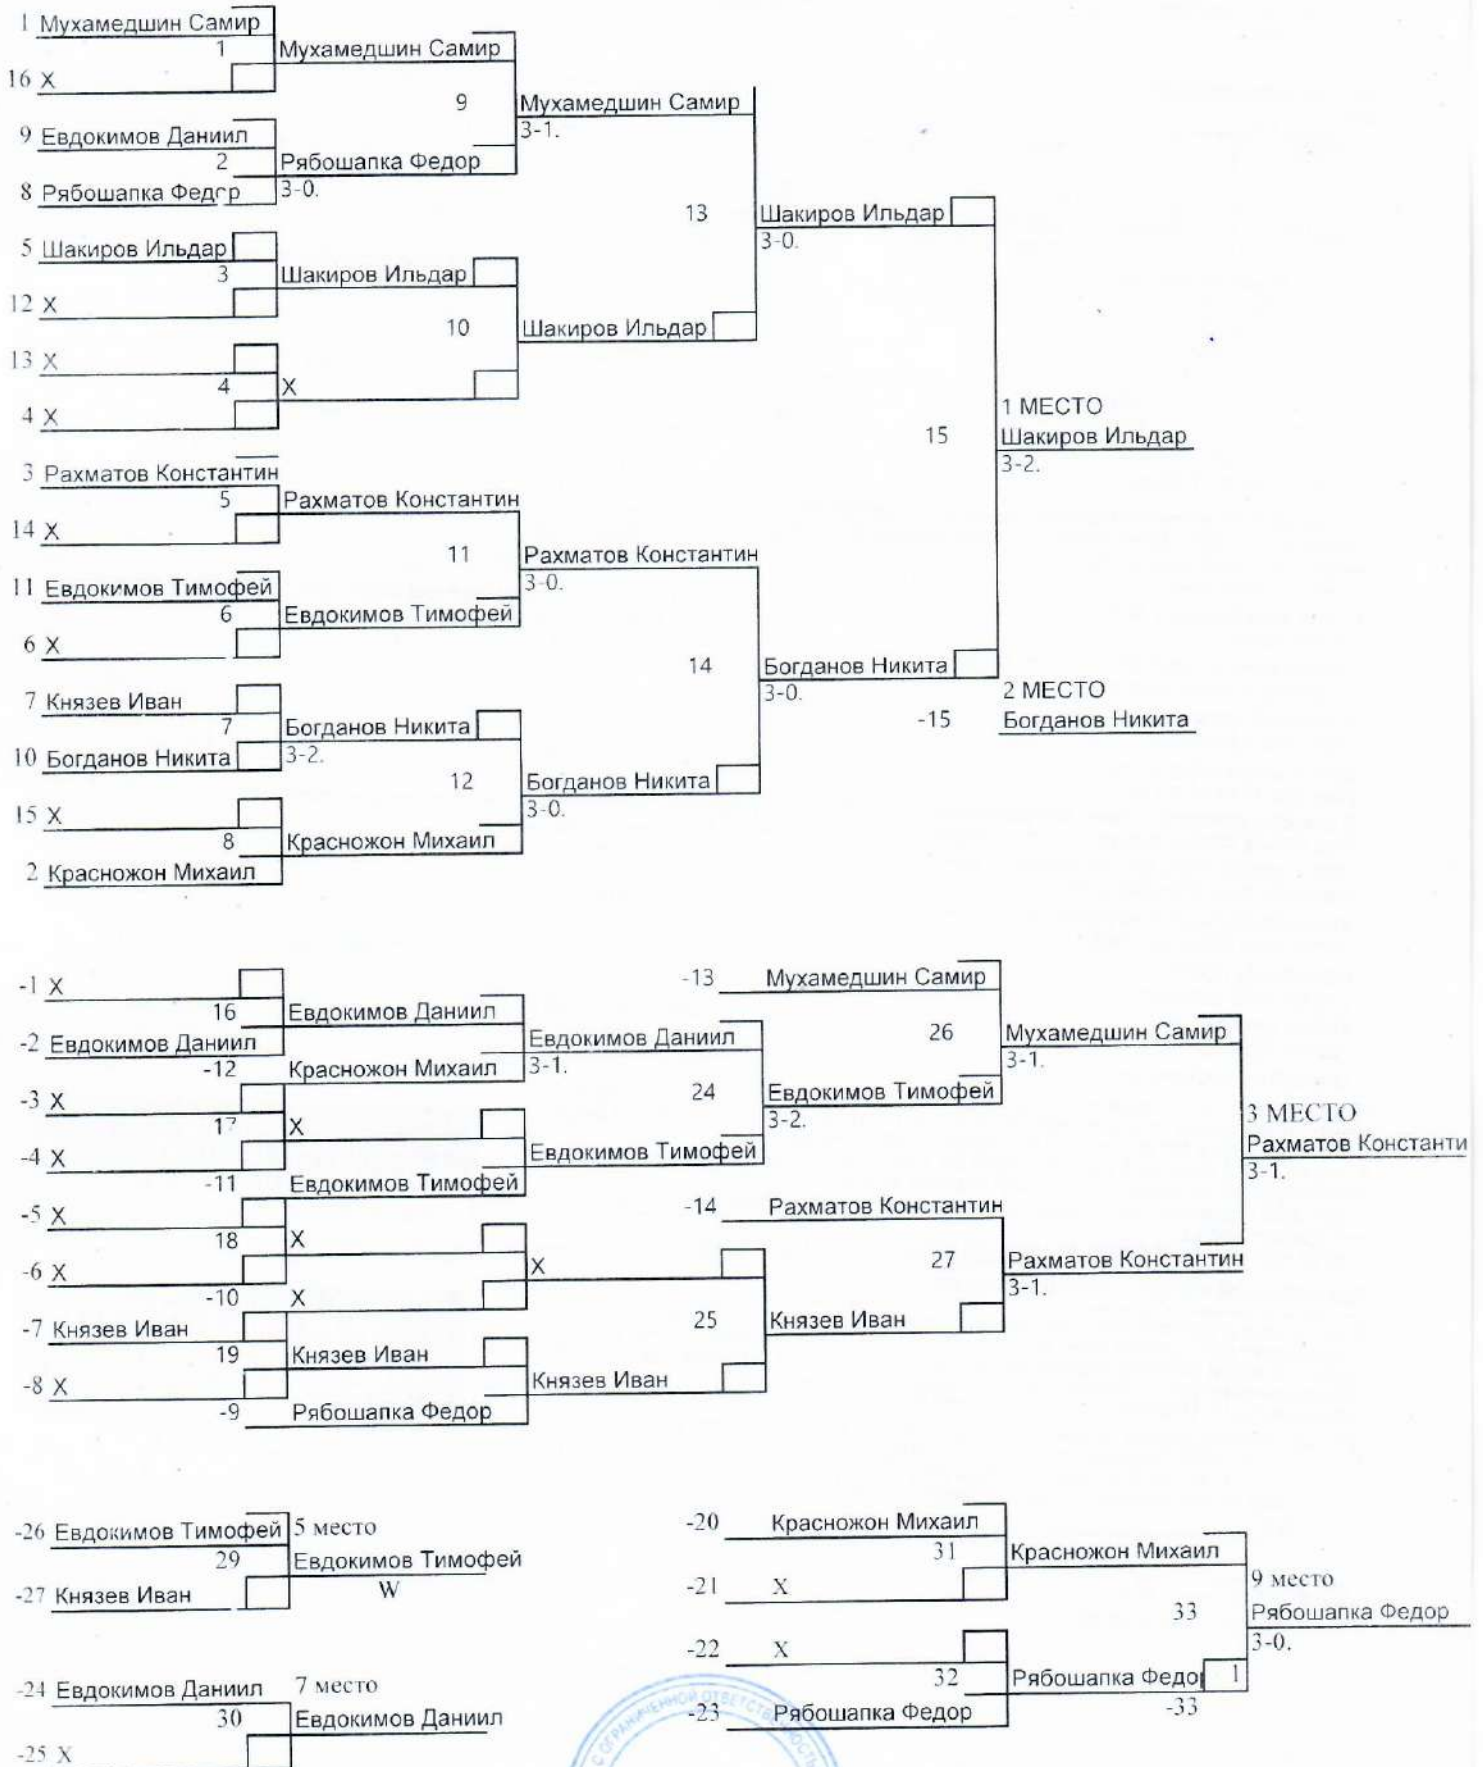 1 Мухамедшин Самир
1 Мухамедшин Самир
16 X
9 Мухамедшин Самир
3-1.
9 Евдокимов Даниил
2 Рябошапка Федор
8 Рябошапка Федор 3-0.
13 Шакиров Ильдар
3-0.
5 Шакиров Ильдар
3 Шакиров Ильдар
12 X
10 Шакиров Ильдар
13 X
4 X
4 X
1 МЕСТО
15 Шакиров Ильдар
3-2.
3 Рахматов Константин
5 Рахматов Константин
14 X
11 Рахматов Константин
3-0.
11 Евдокимов Тимофей
6 Евдокимов Тимофей
6 X
14 Богданов Никита
3-0.
2 МЕСТО
-15 Богданов Никита
7 Князев Иван
7 Богданов Никита
10 Богданов Никита 3-2.
12 Богданов Никита
3-0.
15 X
8 Красножон Михаил
2 Красножон Михаил
-1 X
16 Евдокимов Даниил
-2 Евдокимов Даниил
Евдокимов Даниил
3-1.
-12 Красножон Михаил
-3 X
17 X
-4 X
Евдокимов Тимофей
-11 Евдокимов Тимофей
-5 X
18 X
-6 X
X
-10 X
-7 Князев Иван
19 Князев Иван
-8 X
Князев Иван
-9 Рябошапка Федор
-13 Мухамедшин Самир
26 Мухамедшин Самир
3-1.
24 Евдокимов Тимофей
3-2.
3 МЕСТО
Рахматов Константи
3-1.
-14 Рахматов Константин
27 Рахматов Константин
3-1.
25 Князев Иван
-26 Евдокимов Тимофей 5 место
29 Евдокимов Тимофей
-27 Князев Иван W
-24 Евдокимов Даниил 7 место
30 Евдокимов Даниил
-25 X
-20 Красножон Михаил
31 Красножон Михаил
-21 X
9 место
33 Рябошапка Федор
3-0.
-22 X
32 Рябошапка Федо 1
-23 Рябошапка Федор
-33
С ОГРАНИЧЕННОЙ ОТВЕТСТВЕННОСТЬ